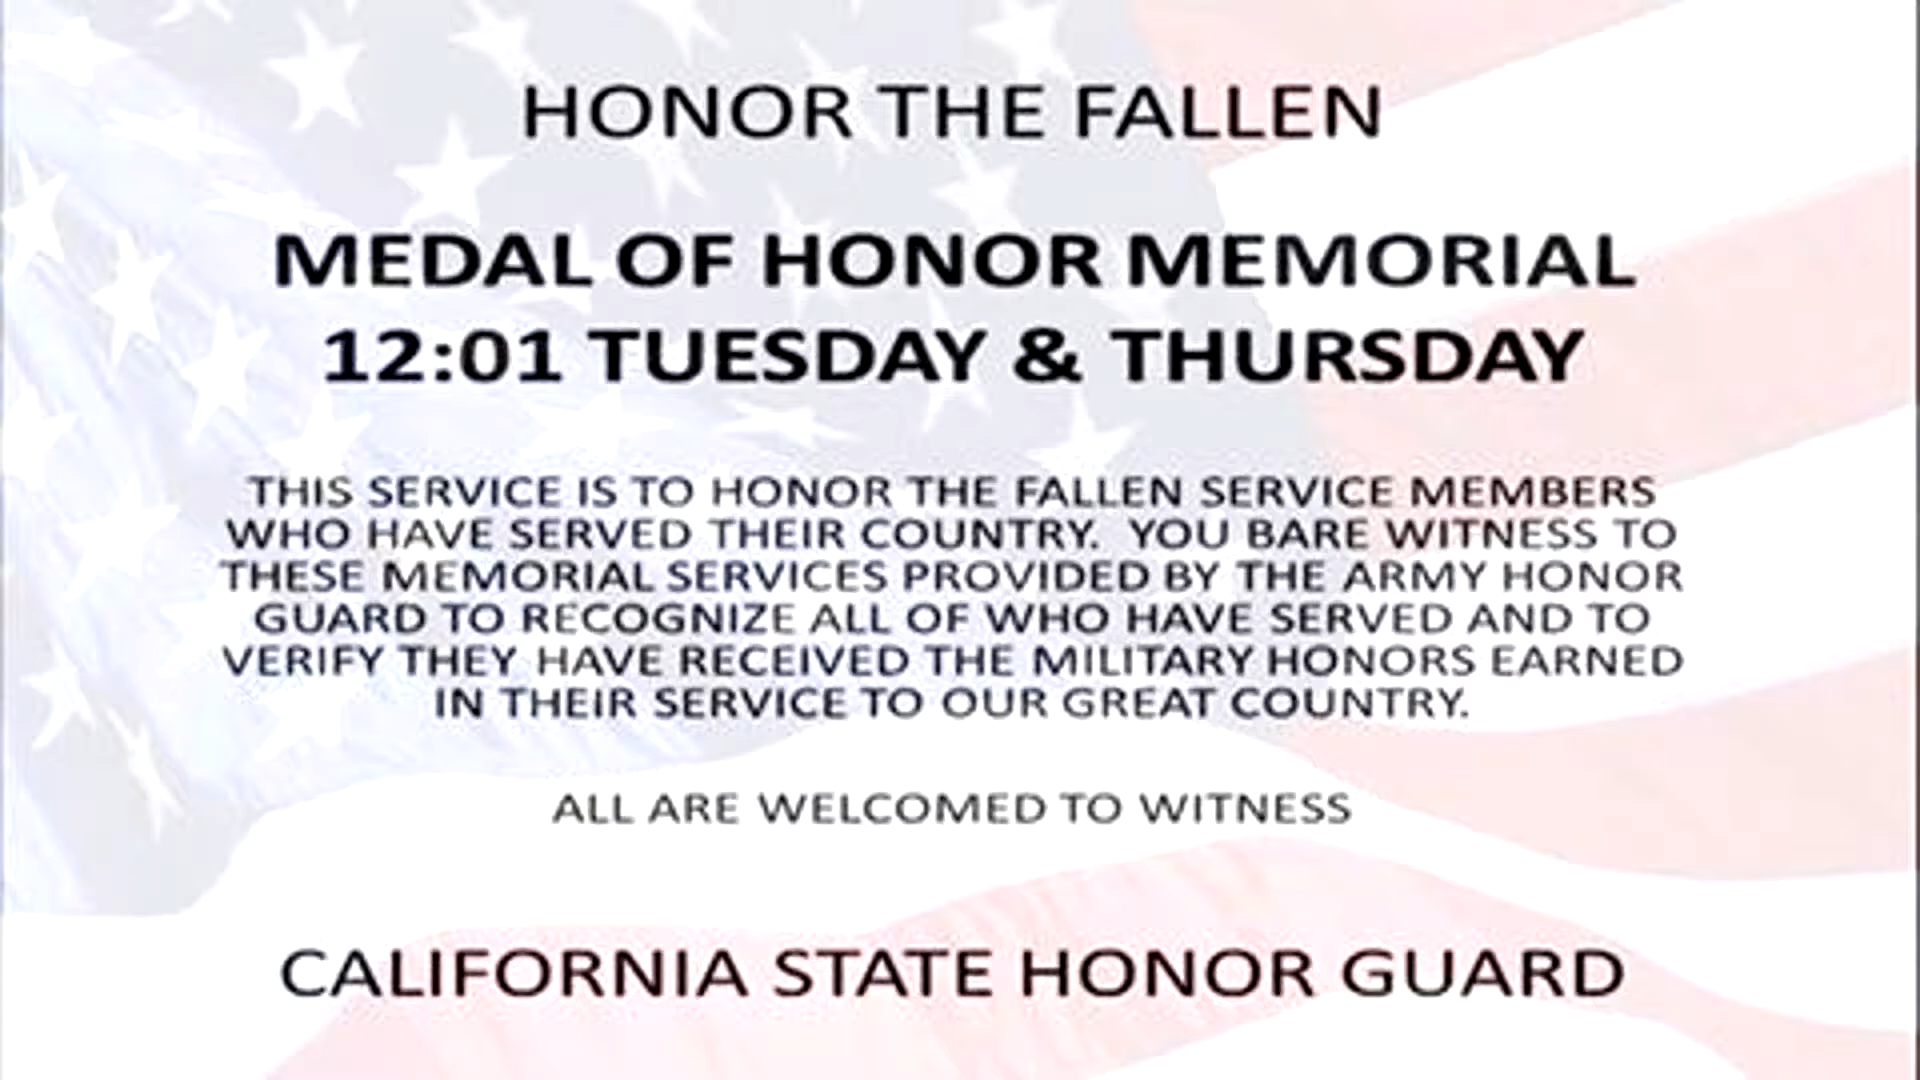 HONOR THE FALLEN
MEDAL OF HONOR MEMORIAL
12:01 TUESDAY & THURSDAY
THIS SERVICE IS TO HONOR THE FALLEN SERVICE MEMBERS
WHO HAVE SERVED THEIR COUNTRY. YOU BARE WITNESS TO
THESE MEMORIAL SERVICES PROVIDED BY THE ARMY HONOR
GUARD TO RECOGNIZE ALL OF WHO HAVE SERVED AND TO
VERIFY THEY HAVE RECEIVED THE MILITARY HONORS EARNED
IN THEIR SERVICE TO OUR GREAT COUNTRY.
ALL ARE WELCOMED TO WITNESS
CALIFORNIA STATE HONOR GUARD